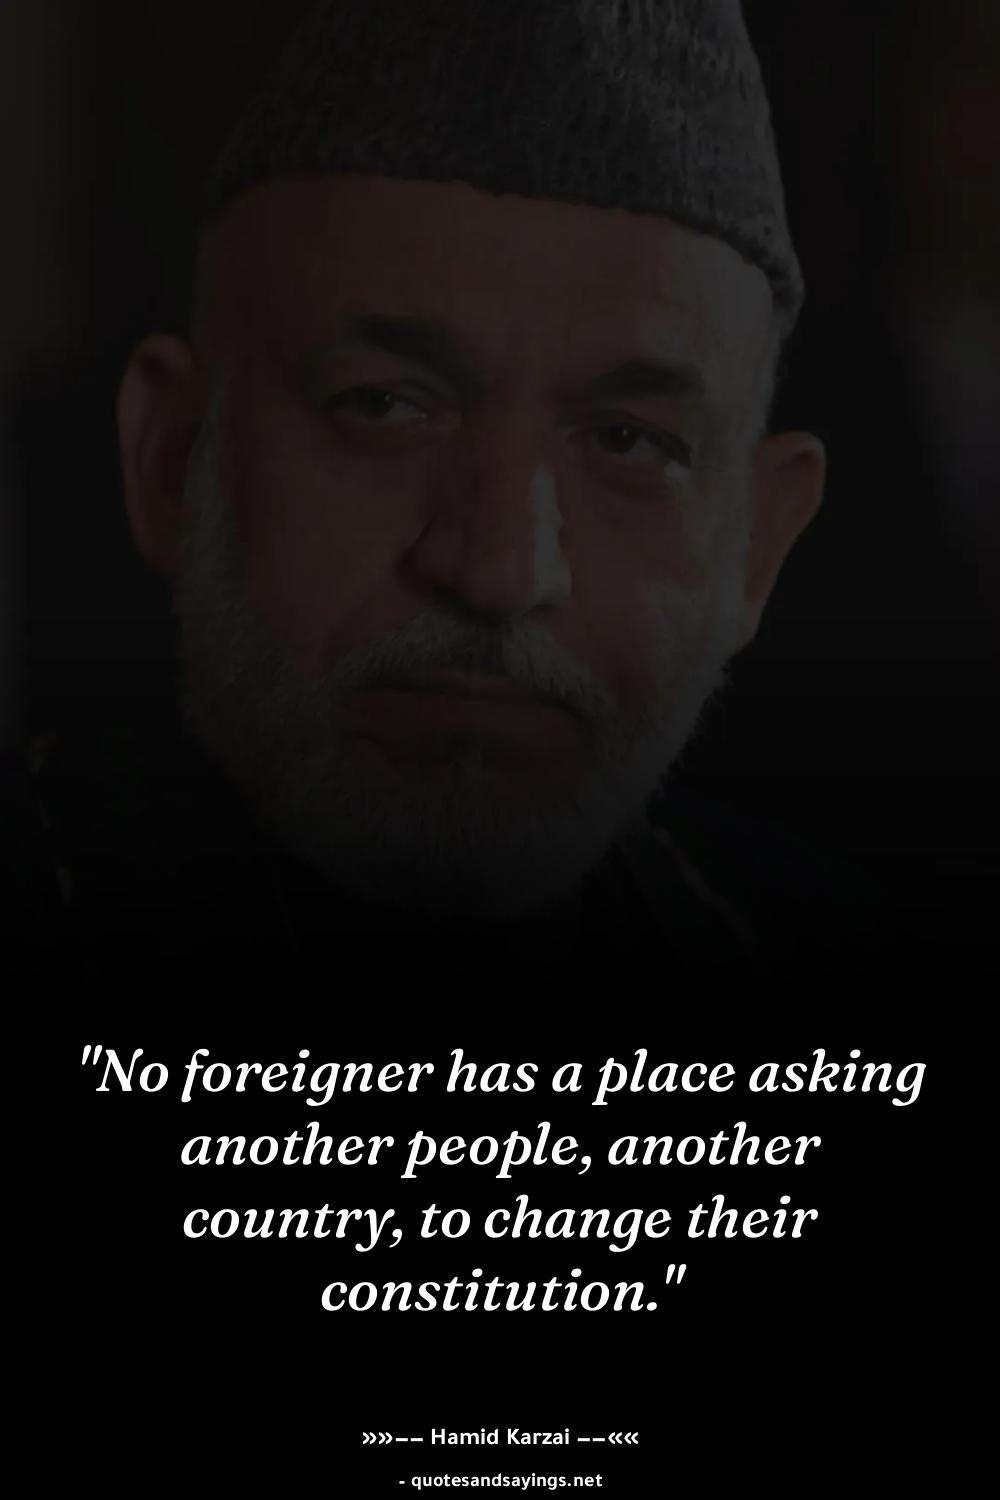 "No foreigner has a place asking
another people, another
country, to change their
constitution."
»»–– Hamid Karzai ––««
- quotesandsayings.net